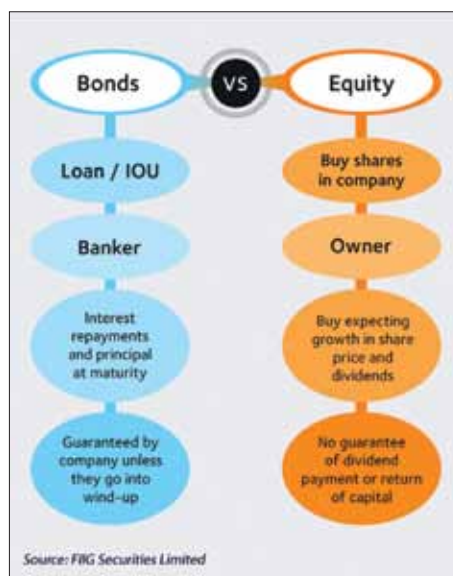 Bonds
VS
Equity
Loan / IOU
Buy shares
in company
Banker
Owner
Interest
repayments
and principal
at maturity
Buy expecting
growth in share
price and
dividends
Guaranteed by
company unless
they go into
wind-up
No guarantee
of dividend
payment or return
of capital
Source: FIIG Securities Limited